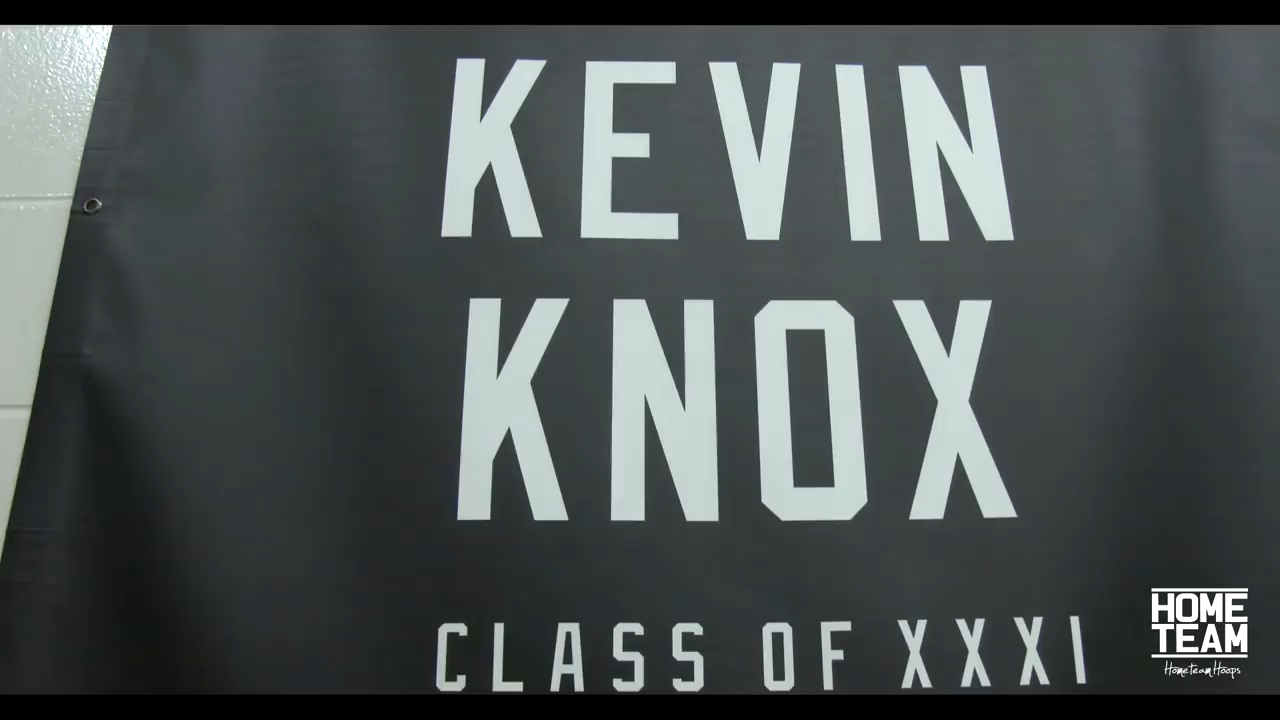 KEVIN
KNOX
CLASS OF XXXI
HOME
TEAM
HometeamHoops